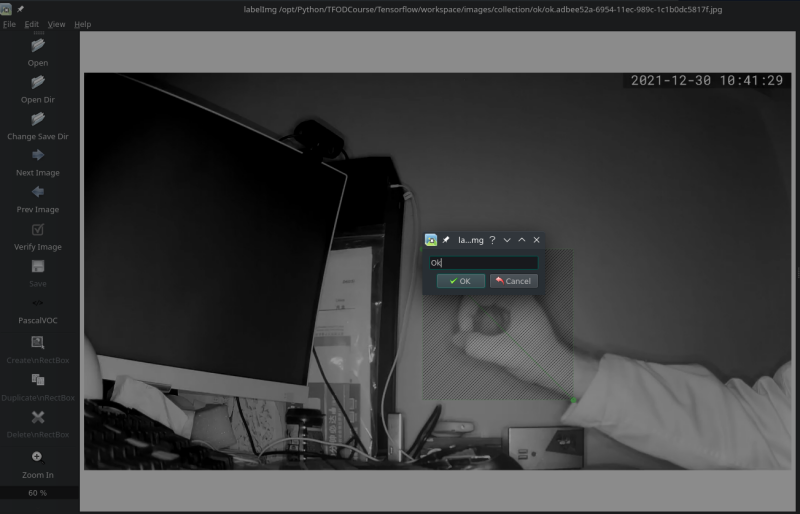 labelImg /opt/Python/TFODCourse/Tensorflow/workspace/images/collection/ok/ok.adbee52a-6954-11ec-989c-1c1b0dc5817f.jpg
File Edit View Help
Open
Open Dir
Change Save Dir
Next Image
Prev Image
Verify Image
Save
</>
PascalVOC
Create\nRectBox
Duplicate\nRectBox
Delete\nRectBox
Zoom In
60 %
2021-12-30 10:41:29
la...mg
Ok
OK Cancel